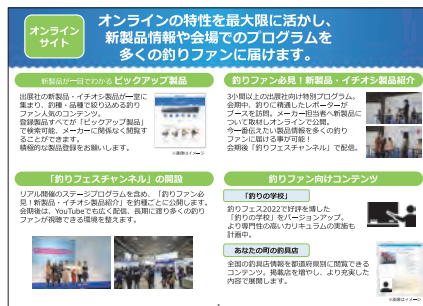 オンライン
サイト
オンラインの特性を最大限に活かし、
新製品情報や会場でのプログラムを
多くの釣りファンに届けます。
新製品が一目でわかる ピックアップ製品
出展社の新製品・イチオシ製品が一堂に
集まり、釣種・品種で絞り込める釣り
ファン人気のコンテンツ。
登録製品すべてが「ピックアップ製品」
で検索可能、メーカーに関係なく閲覧す
ることができます。
積極的な製品登録をお願いします。
※画像はイメージ
釣りファン必見！新製品・イチオシ製品紹介
3小間以上の出展社向け特別プログラム。
会期中、釣りに精通したレポーターが
ブースを訪問。メーカー担当者へ新製品に
ついて取材しオンラインで公開。
今一番伝えたい製品情報を多くの釣り
ファンに届ける事が可能！
会期後「釣りフェスチャンネル」で配信。
「釣りフェスチャンネル」の開設
リアル開催のステージプログラムを含め、「釣りファン必
見！新製品・イチオシ製品紹介」を釣種ごとに公開します。
会期後は、YouTubeでも広く配信、長期に渡り多くの釣り
ファンが視聴できる環境を整えます。
釣りファン向けコンテンツ
「釣りの学校」
釣りフェス2022で好評を博した
「釣りの学校」をバージョンアップ。
より専門性の高いカリキュラムの実施も
計画中。
あなたの町の釣具店
全国の釣具店情報を都道府県別に閲覧できる
コンテンツ。掲載店を増やし、より充実した
内容で展開します。
※画像はイメージ